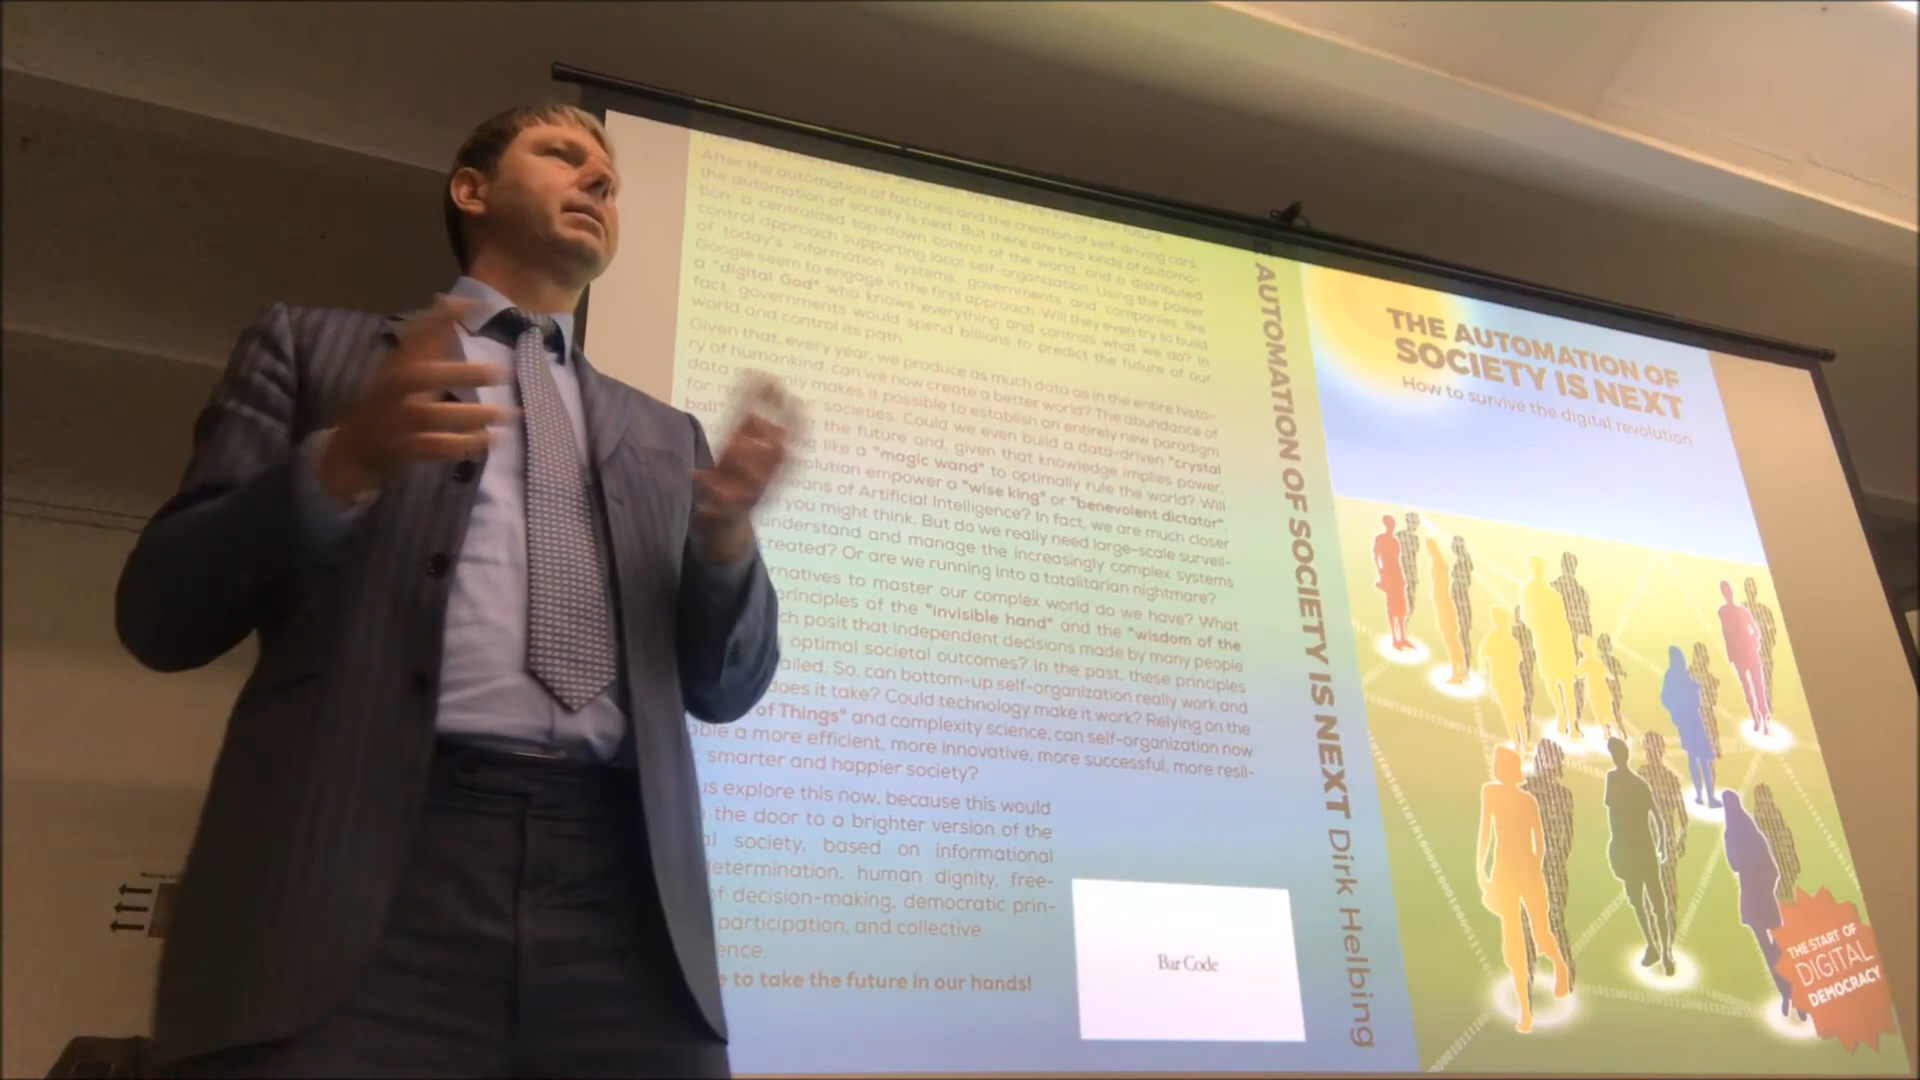 After the automation of factories and the creation of self-driving cars,
the automation of society is next. But there are two kinds of automa-
tion: a centralized top-down control of the world, and a distributed
control approach supporting local self-organization. Using the power
of today's information systems, governments and companies like
Google seem to engage in the first approach. Will they even try to build
a "digital God" who knows everything and controls what we do? In
fact, governments would spend billions to predict the future of our
world and control its path.
Given that, every year, we produce as much data as in the entire histo-
ry of humankind, can we now create a better world? The abundance of
data makes it possible to establish an entirely new paradigm
for societies. Could we even build a data-driven "crystal
ball" the future and, given that knowledge implies power,
like a "magic wand" to optimally rule the world? Will
empower a "wise king" or "benevolent dictator",
of Artificial Intelligence? In fact, we are much closer
you might think. But do we really need large-scale surveil-
understand and manage the increasingly complex systems
Or are we running into a totalitarian nightmare?
to master our complex world do we have? What
principles of the "invisible hand" and the "wisdom of the
posit that independent decisions made by many people
optimal societal outcomes? In the past, these principles
So, can bottom-up self-organization really work and
does it take? Could technology make it work? Relying on the
of Things" and complexity science, can self-organization now
a more efficient, more innovative, more successful, more resil-
smarter and happier society?
us explore this now, because this would
the door to a brighter version of the
society, based on informational
human dignity, free-
decision-making, democratic prin-
participation, and collective
to take the future in our hands!
Bar Code
AUTOMATION OF SOCIETY IS NEXT Dirk Helbing
THE AUTOMATION OF
SOCIETY IS NEXT
How to survive the digital revolution
THE START OF
DIGITAL
DEMOCRACY